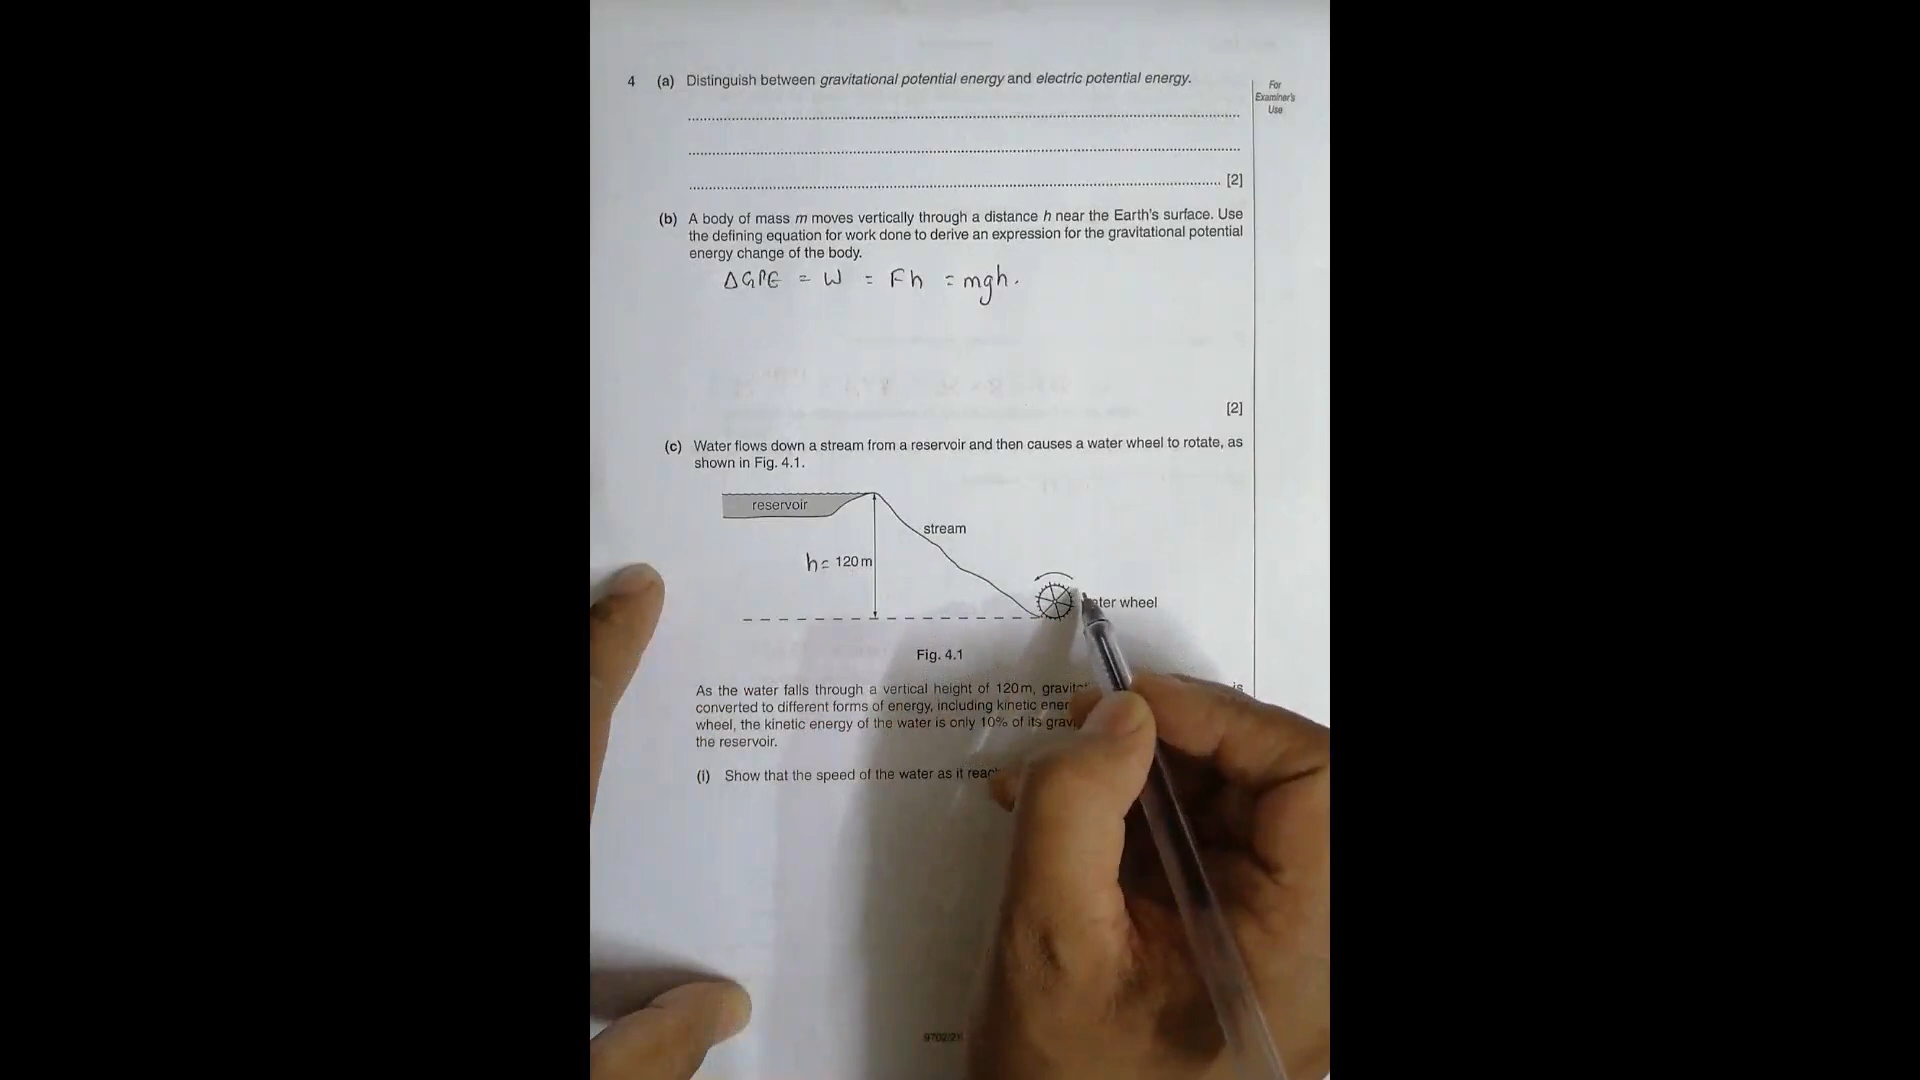 4 (a) Distinguish between gravitational potential energy and electric potential energy.
For
Examiner's
Use
[2]
(b) A body of mass m moves vertically through a distance h near the Earth's surface. Use
the defining equation for work done to derive an expression for the gravitational potential
energy change of the body.
ΔGPE = W = Fh = mgh.
[2]
(c) Water flows down a stream from a reservoir and then causes a water wheel to rotate, as
shown in Fig. 4.1.
reservoir
stream
h = 120 m
wheel
Fig. 4.1
As the water falls through a vertical height of 120 m, is
converted to different forms of energy, including kinetic
wheel, the kinetic energy of the water is only 10% of its
the reservoir.
(i) Show that the speed of the water as it